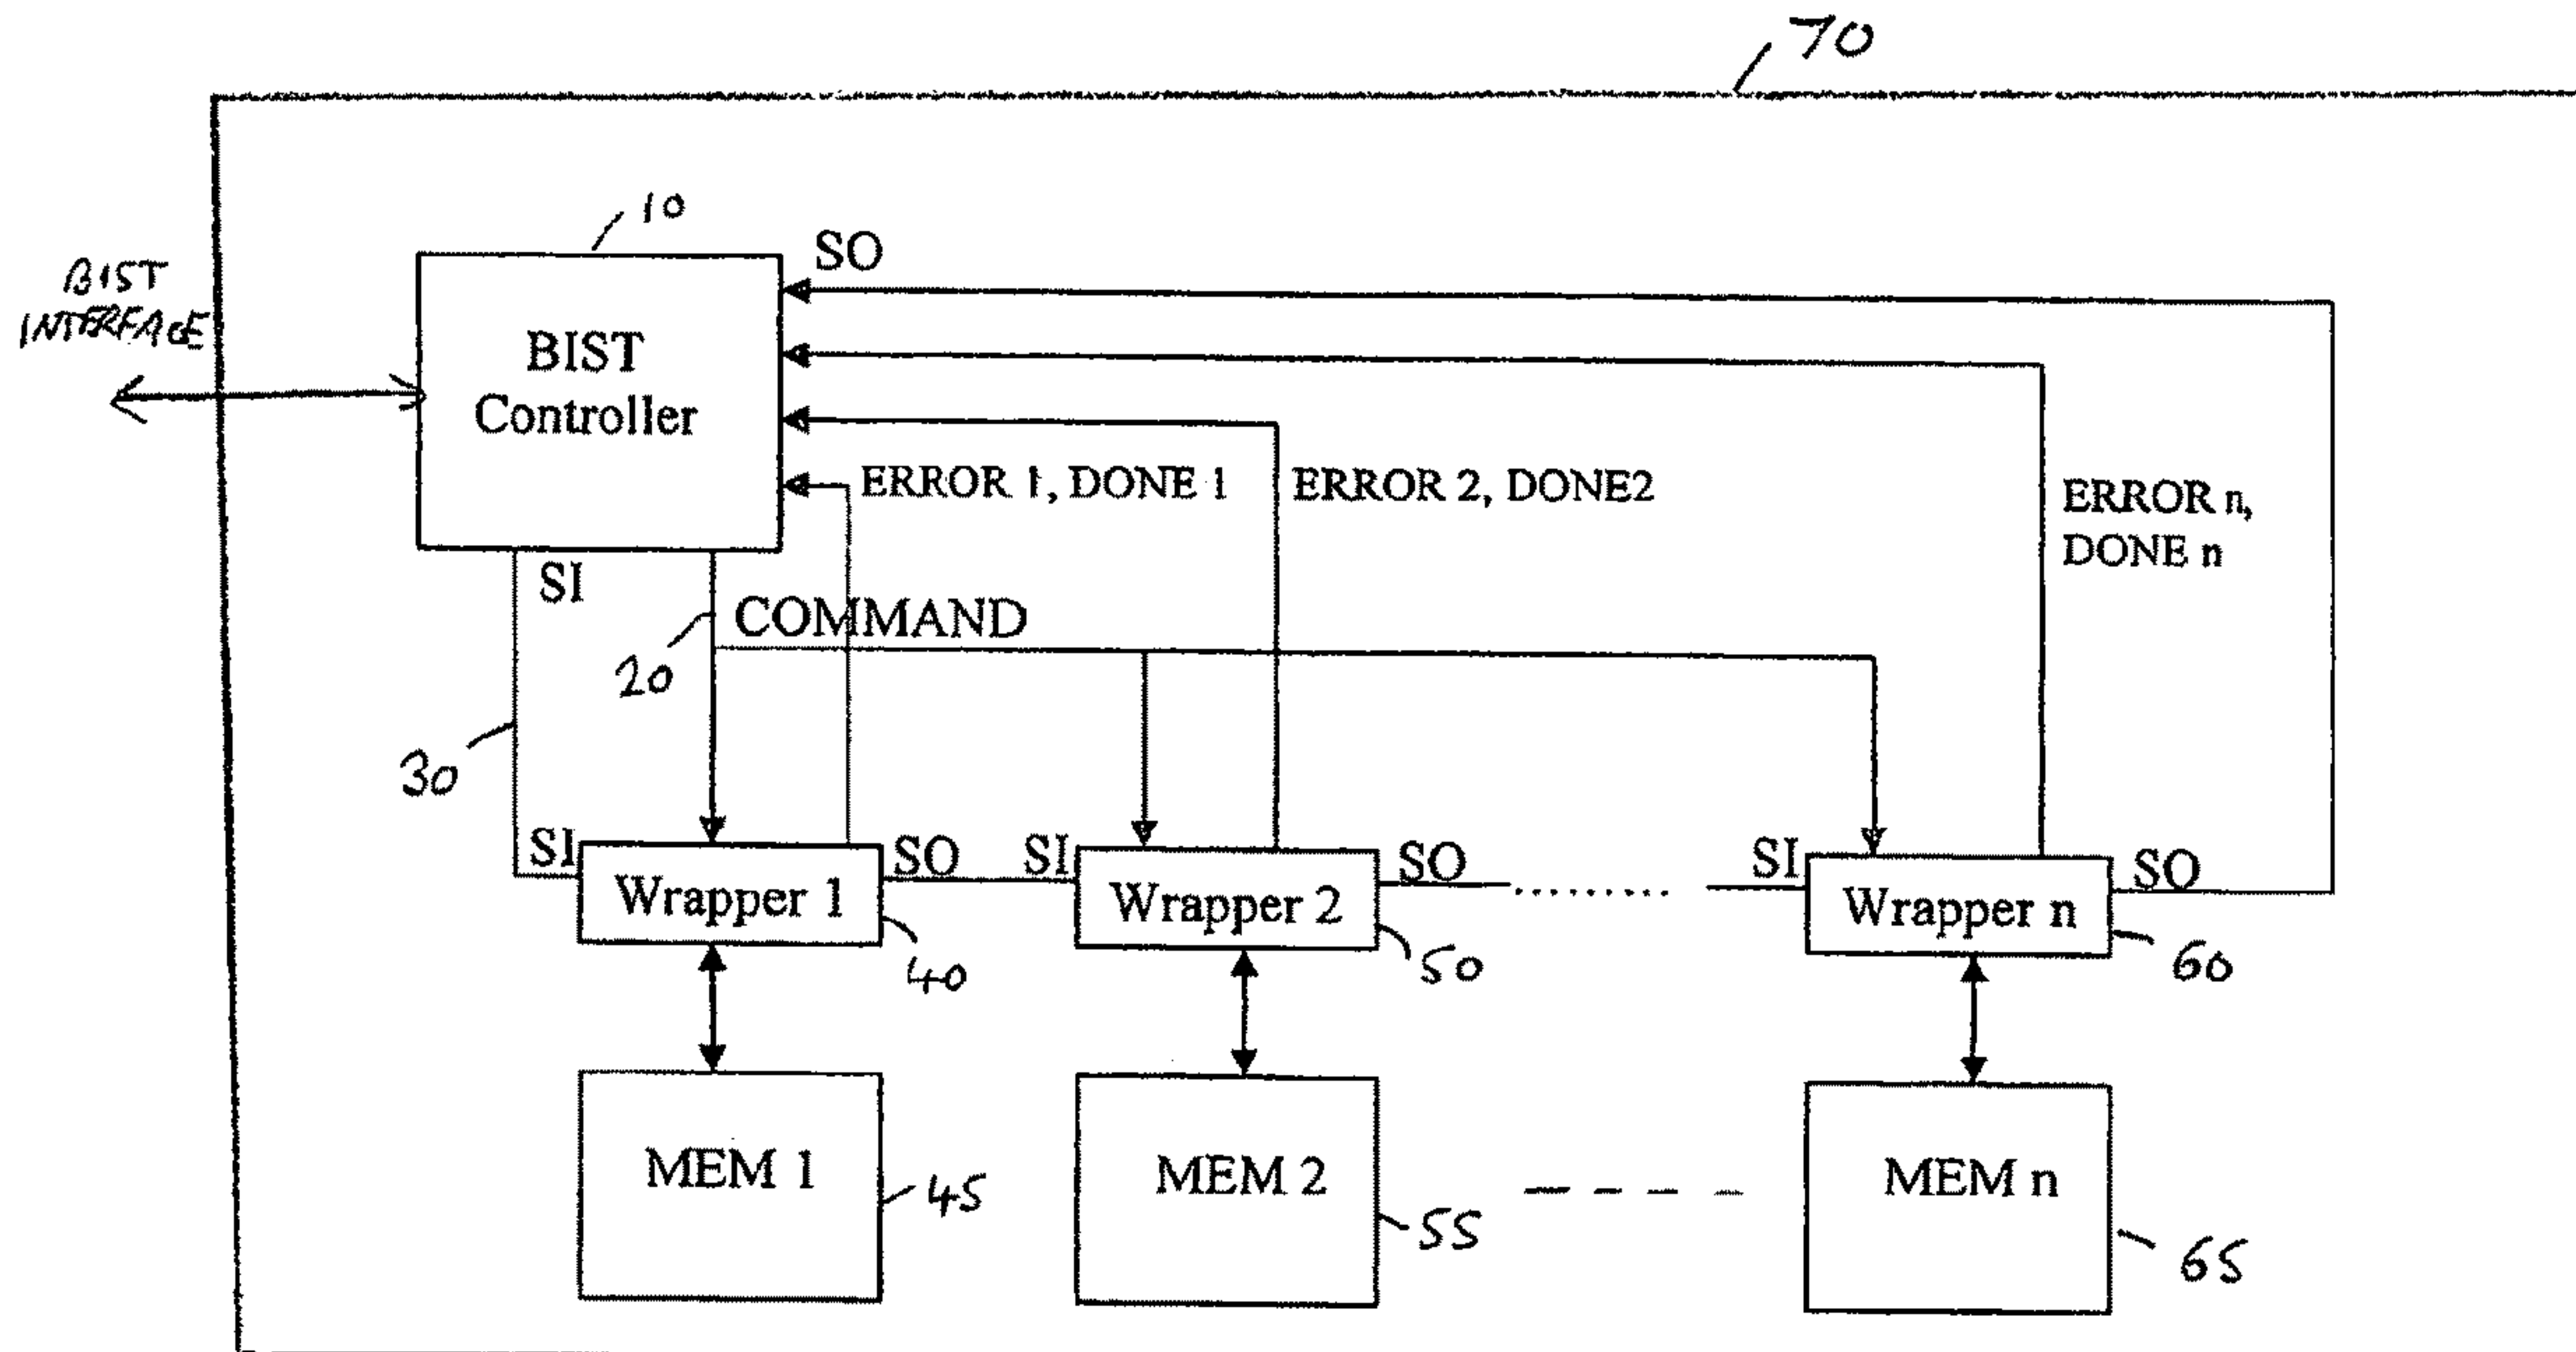 70
10
BIST
INTERFACE
SO
BIST
Controller
ERROR 1, DONE 1
ERROR 2, DONE2
ERROR n,
DONE n
SI
COMMAND
20
30
SI
Wrapper 1
SO
SI
Wrapper 2
SO
SI
Wrapper n
SO
40
50
60
MEM 1
MEM 2
MEM n
45
55
65